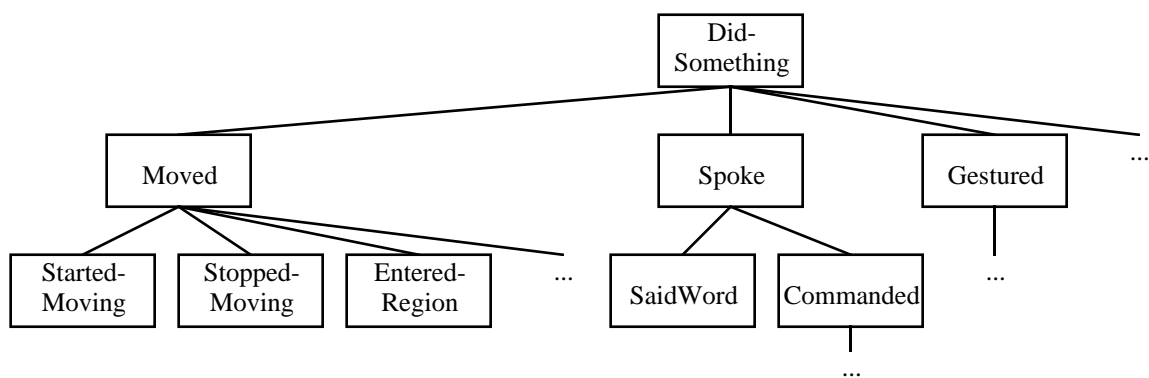 Did-
Something
Moved
Spoke
Gestured
...
Started-
Moving
Stopped-
Moving
Entered-
Region
...
SaidWord
Commanded
...
...